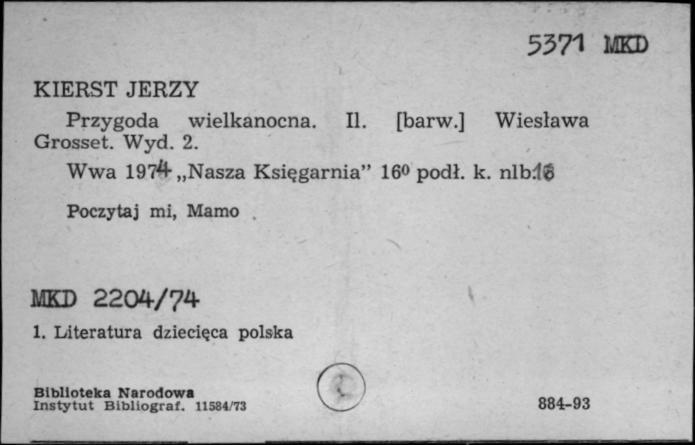 5371 MKD
KIERST JERZY
Przygoda wielkanocna. Il. [barw.] Wiesława
Grosset. Wyd. 2.
Wwa 1974 „Nasza Księgarnia” 16⁰ podł. k. nlb.
Poczytaj mi, Mamo
MKD 2204/74
1. Literatura dziecięca polska
Biblioteka Narodowa
Instytut Bibliograf. 11584/73
884-93